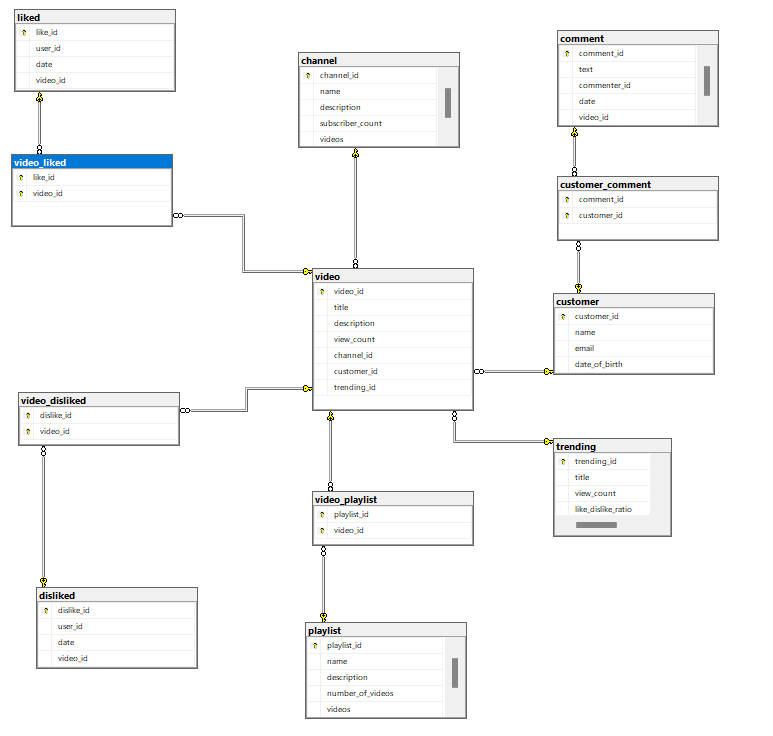 liked
like_id
user_id
date
video_id
channel
channel_id
name
description
subscriber_count
videos
comment
comment_id
text
commenter_id
date
video_id
video_liked
like_id
video_id
customer_comment
comment_id
customer_id
video
video_id
title
description
view_count
channel_id
customer_id
trending_id
customer
customer_id
name
email
date_of_birth
video_disliked
dislike_id
video_id
trending
trending_id
title
view_count
like_dislike_ratio
video_playlist
playlist_id
video_id
disliked
dislike_id
user_id
date
video_id
playlist
playlist_id
name
description
number_of_videos
videos